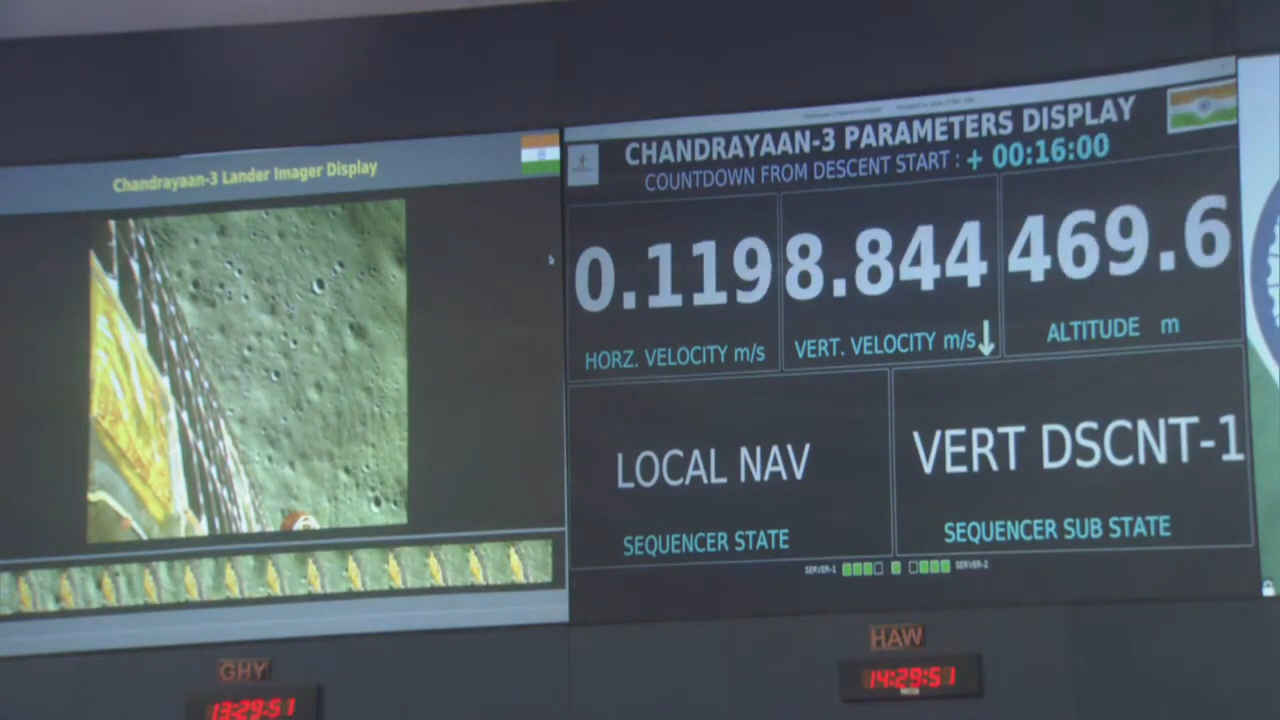 Chandrayaan-3 Lander Imager Display
CHANDRAYAAN-3 PARAMETERS DISPLAY
COUNTDOWN FROM DESCENT START : + 00:16:00
0.119
HORZ. VELOCITY m/s
8.844
VERT. VELOCITY m/s↓
469.6
ALTITUDE m
LOCAL NAV
SEQUENCER STATE
VERT DSCNT-1
SEQUENCER SUB STATE
SERVER-1
SERVER-2
GHY
13:29:51
HAW
14:29:51